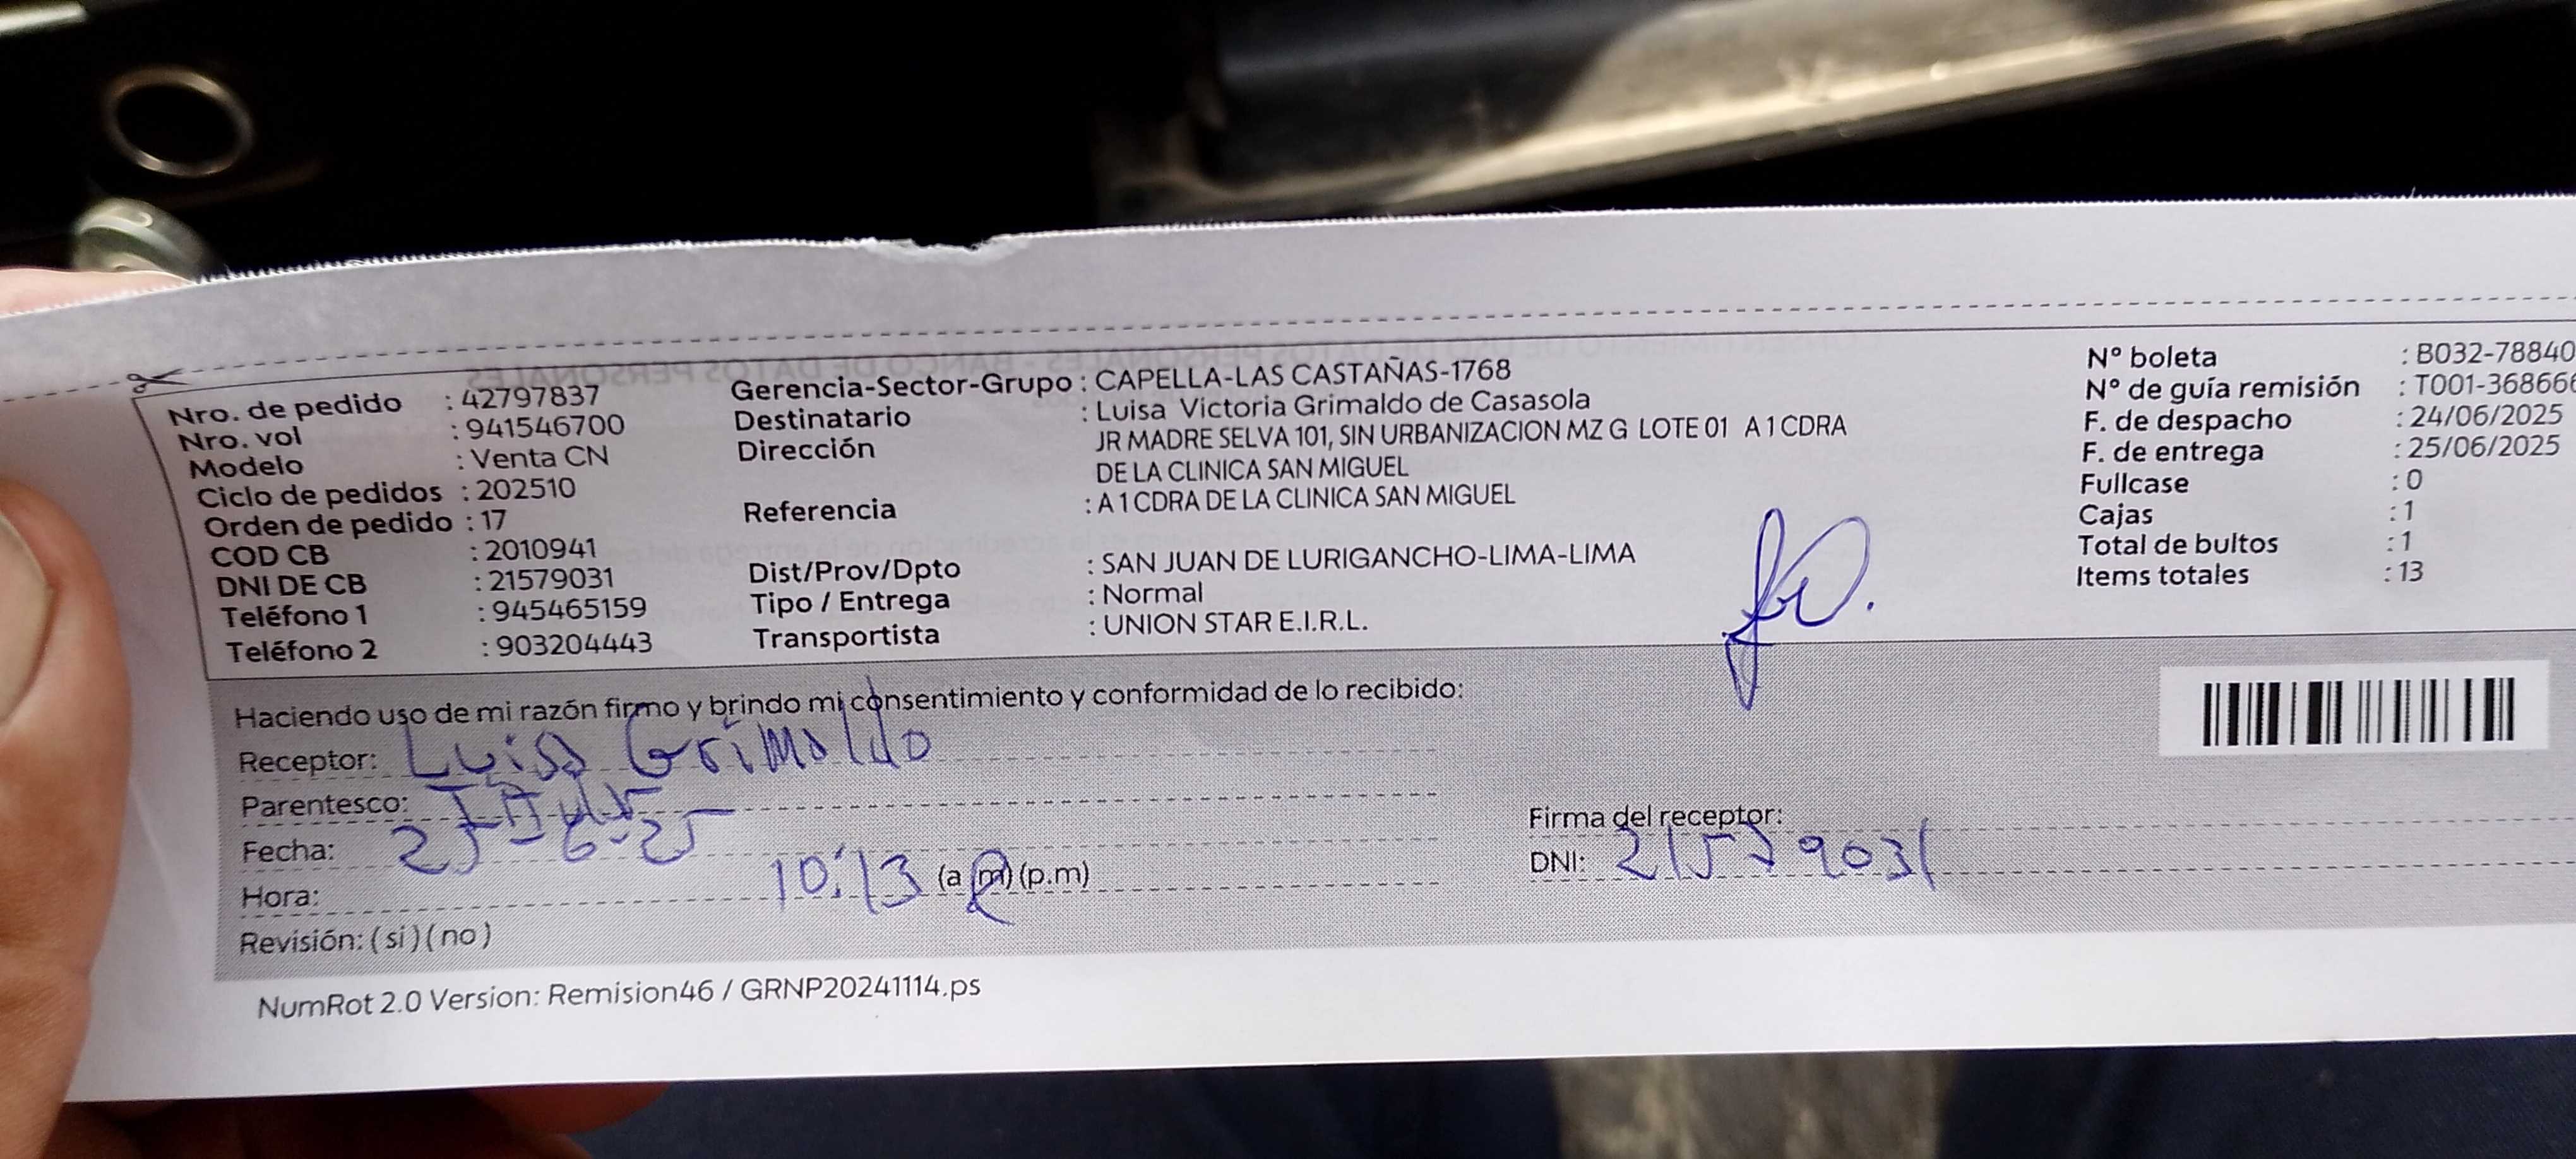 Nro. de pedido : 42797837
Nro. vol : 941546700
Modelo : Venta CN
Ciclo de pedidos : 202510
Orden de pedido : 17
COD CB : 2010941
DNI DE CB : 21579031
Teléfono 1 : 945465159
Teléfono 2 : 903204443
Gerencia-Sector-Grupo : CAPELLA-LAS CASTAÑAS-1768
Destinatario : Luisa Victoria Grimaldo de Casasola
Dirección JR MADRE SELVA 101, SIN URBANIZACION MZ G LOTE 01 A 1 CDRA
DE LA CLINICA SAN MIGUEL
Referencia : A 1 CDRA DE LA CLINICA SAN MIGUEL
Dist/Prov/Dpto : SAN JUAN DE LURIGANCHO-LIMA-LIMA
Tipo / Entrega : Normal
Transportista : UNION STAR E.I.R.L.
N° boleta : B032-78840
N° de guía remisión : T001-368666
F. de despacho : 24/06/2025
F. de entrega : 25/06/2025
Fullcase : 0
Cajas : 1
Total de bultos : 1
Items totales : 13
Haciendo uso de mi razón firmo y brindo mi consentimiento y conformidad de lo recibido:
Receptor: Luisa Grimaldo
Parentesco:
Fecha: 25-6-25
Hora: 10:13 (a.m) (p.m)
Revisión: (si) (no)
Firma del receptor:
DNI: 21579031
NumRot 2.0 Version: Remision46 / GRNP20241114.ps